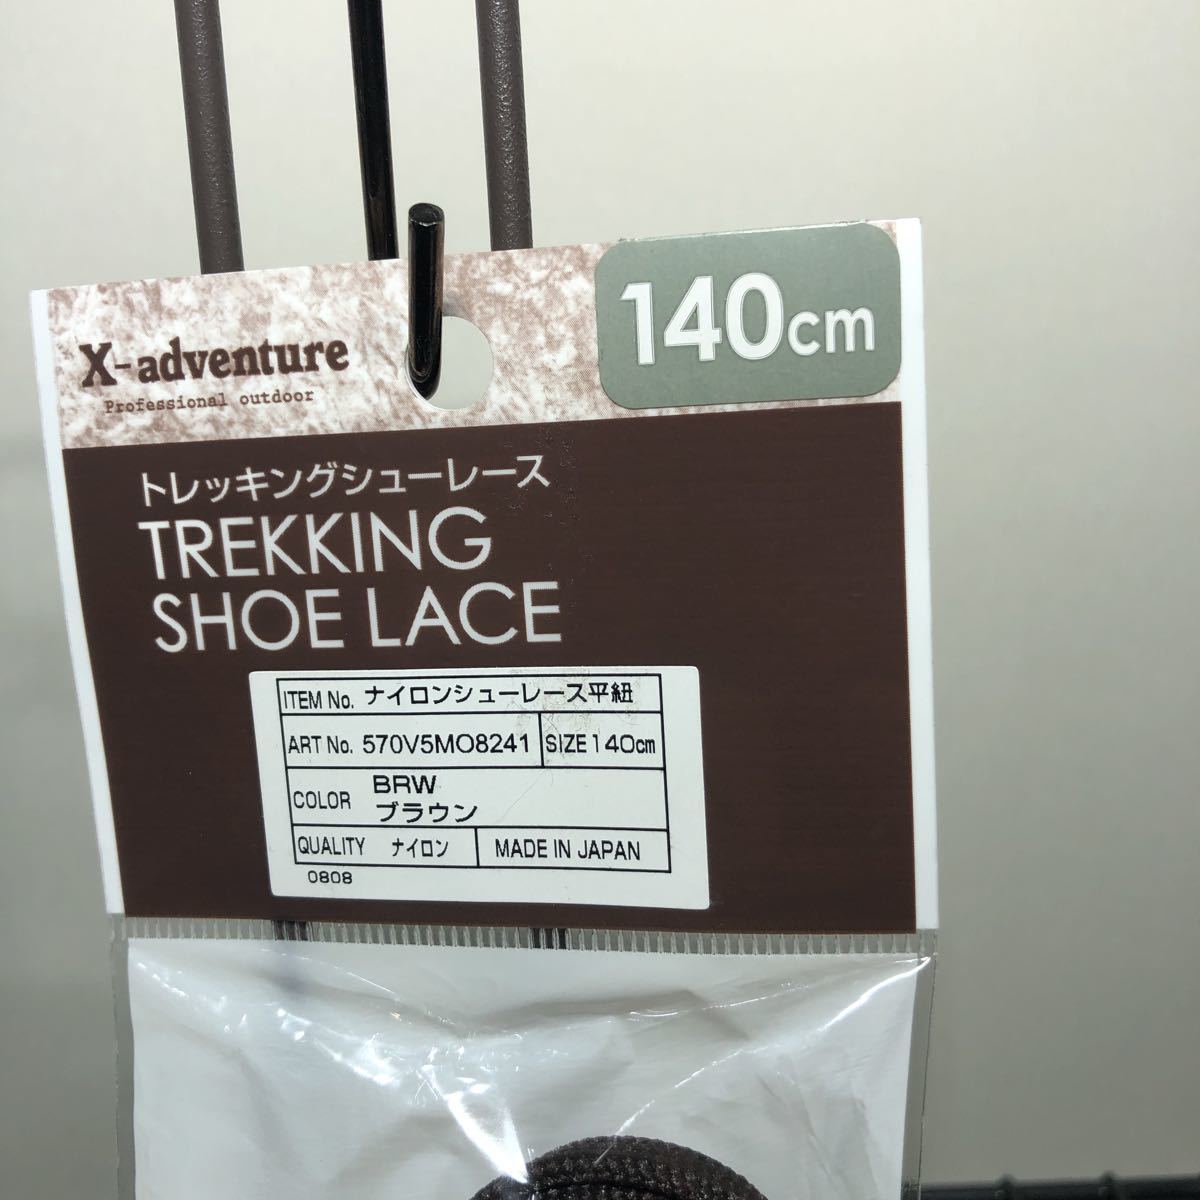 140cm
X-adventure
Professional outdoor
トレッキングシューレース
TREKKING
SHOE LACE
ITEM No. ナイロンシューレース平紐
ART No. 570V5MO8241 SIZE 140cm
COLOR BRW
ブラウン
QUALITY ナイロン MADE IN JAPAN
0808